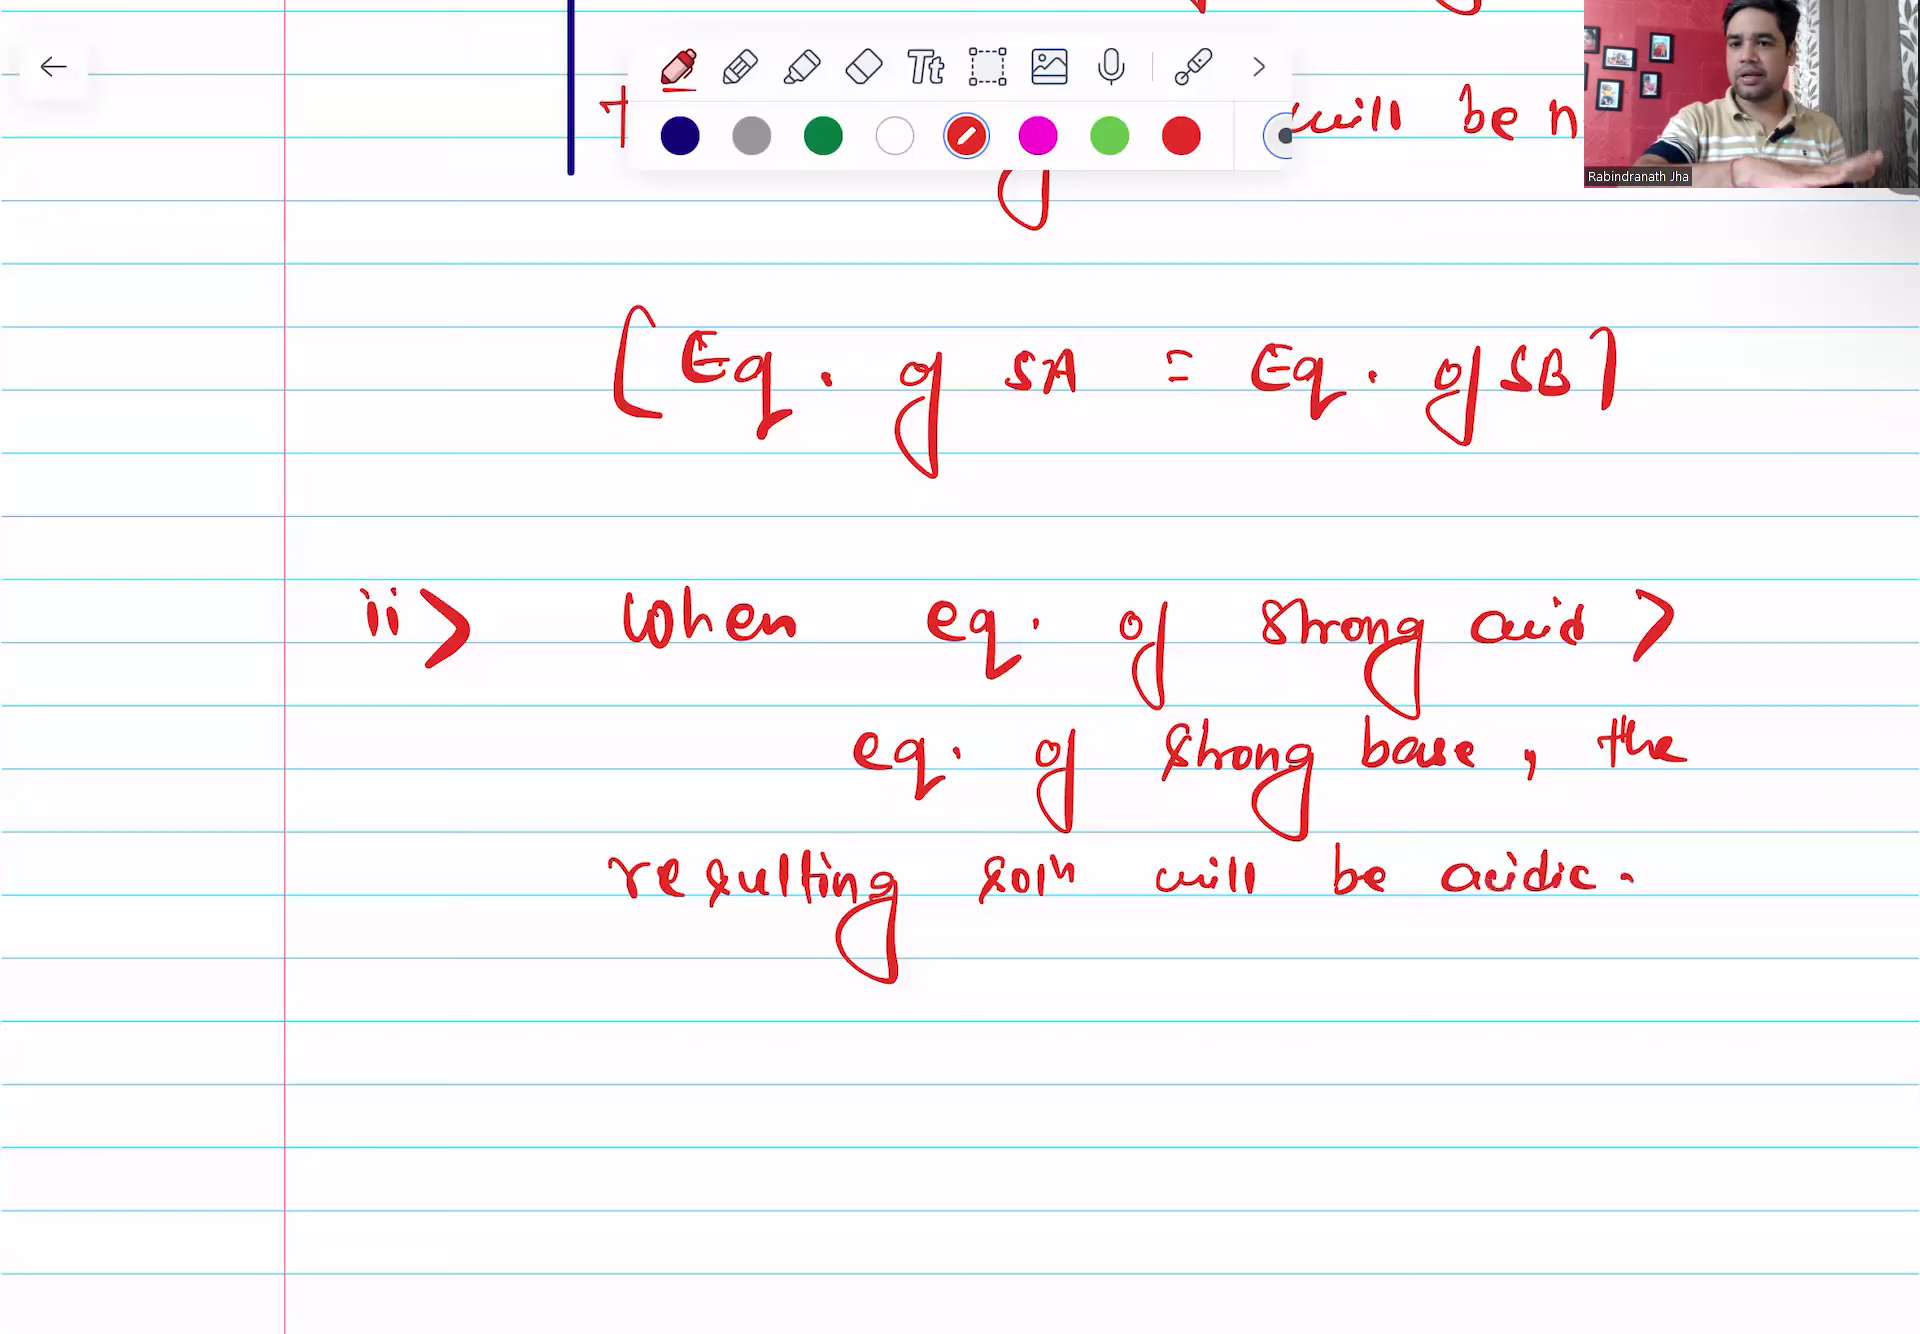 Tt
will be n
Rabindranath Jha
[Eq. of SA = Eq. of SB]
ii> When eq. of strong acid >
eq. of strong base, the
resulting soln will be acidic.